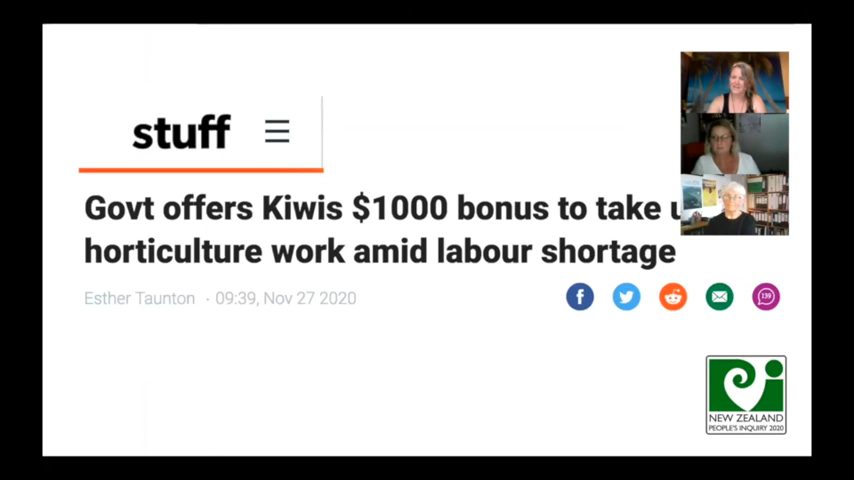 stuff
Govt offers Kiwis $1000 bonus to take
horticulture work amid labour shortage
Esther Taunton · 09:39, Nov 27 2020
139
NEW ZEALAND
PEOPLE'S INQUIRY 2020